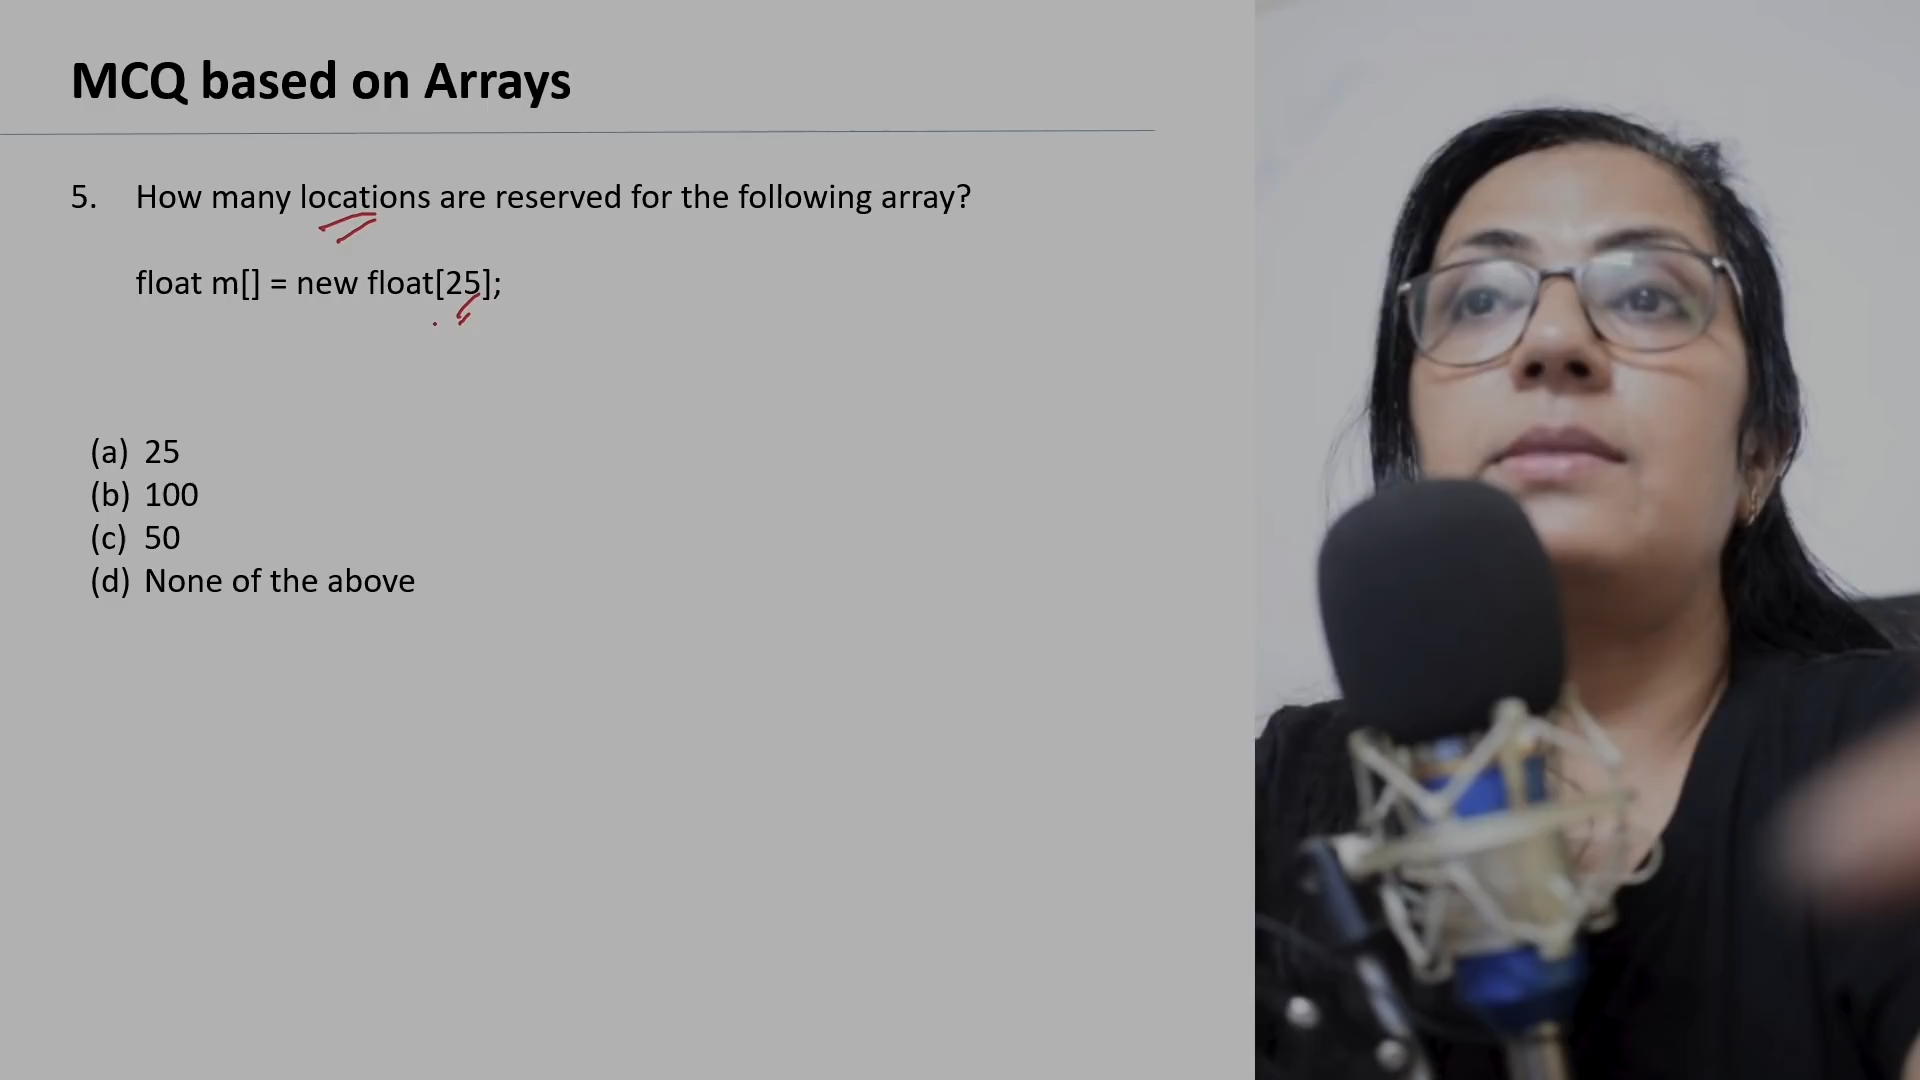 MCQ based on Arrays
5. How many locations are reserved for the following array?
float m[] = new float[25];
(a) 25
(b) 100
(c) 50
(d) None of the above